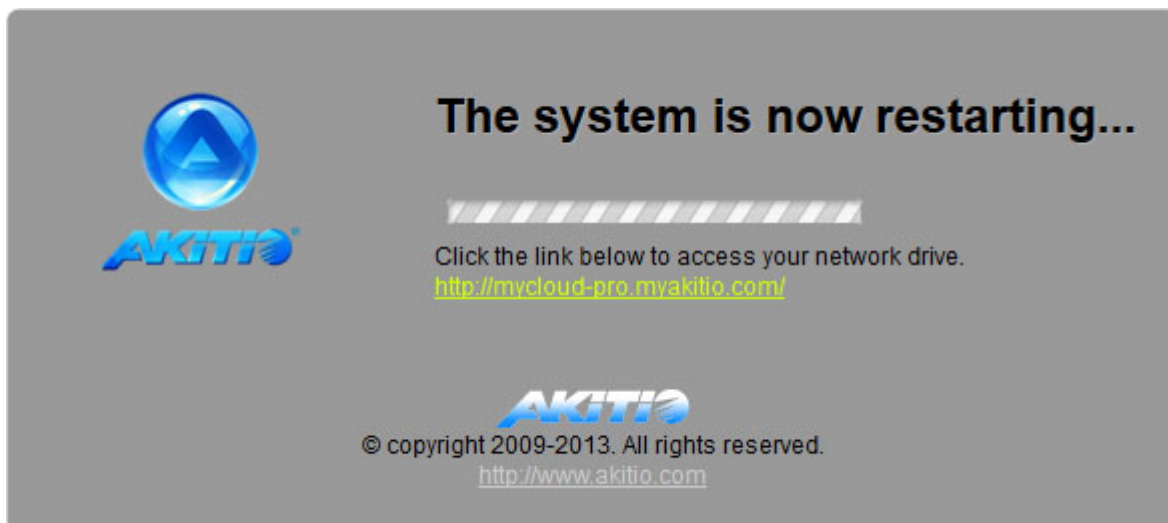 The system is now restarting...
AKiTiO®
Click the link below to access your network drive.
http://mycloud-pro.myakitio.com/
AKiTiO
© copyright 2009-2013. All rights reserved.
http://www.akitio.com